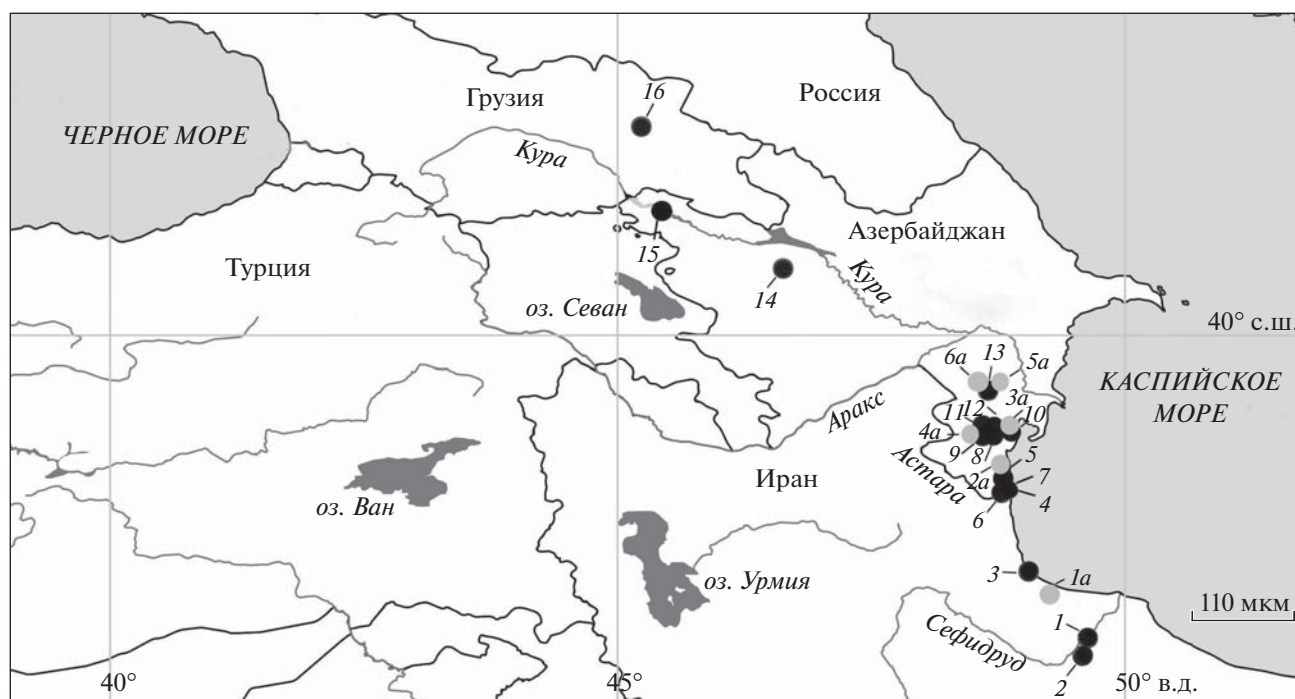 Грузия
16
Россия
ЧЕРНОЕ МОРЕ
Кура
15
Азербайджан
Турция
14
Кура
оз. Севан
40° с.ш.
6а
13
5а
КАСПИЙСКОЕ
МОРЕ
Аракс
11
12
3а
10
4а
9
8
5
Астара
2а
7
Иран
6
4
оз. Ван
3
1а
оз. Урмия
110 мкм
1
Сефидруд
2
40°
45°
50° в.д.